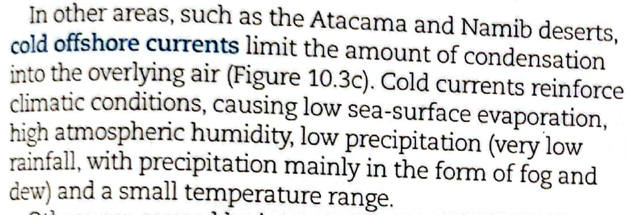 In other areas, such as the Atacama and Namib deserts,
cold offshore currents limit the amount of condensation
into the overlying air (Figure 10.3c). Cold currents reinforce
climatic conditions, causing low sea-surface evaporation,
high atmospheric humidity, low precipitation (very low
rainfall, with precipitation mainly in the form of fog and
dew) and a small temperature range.